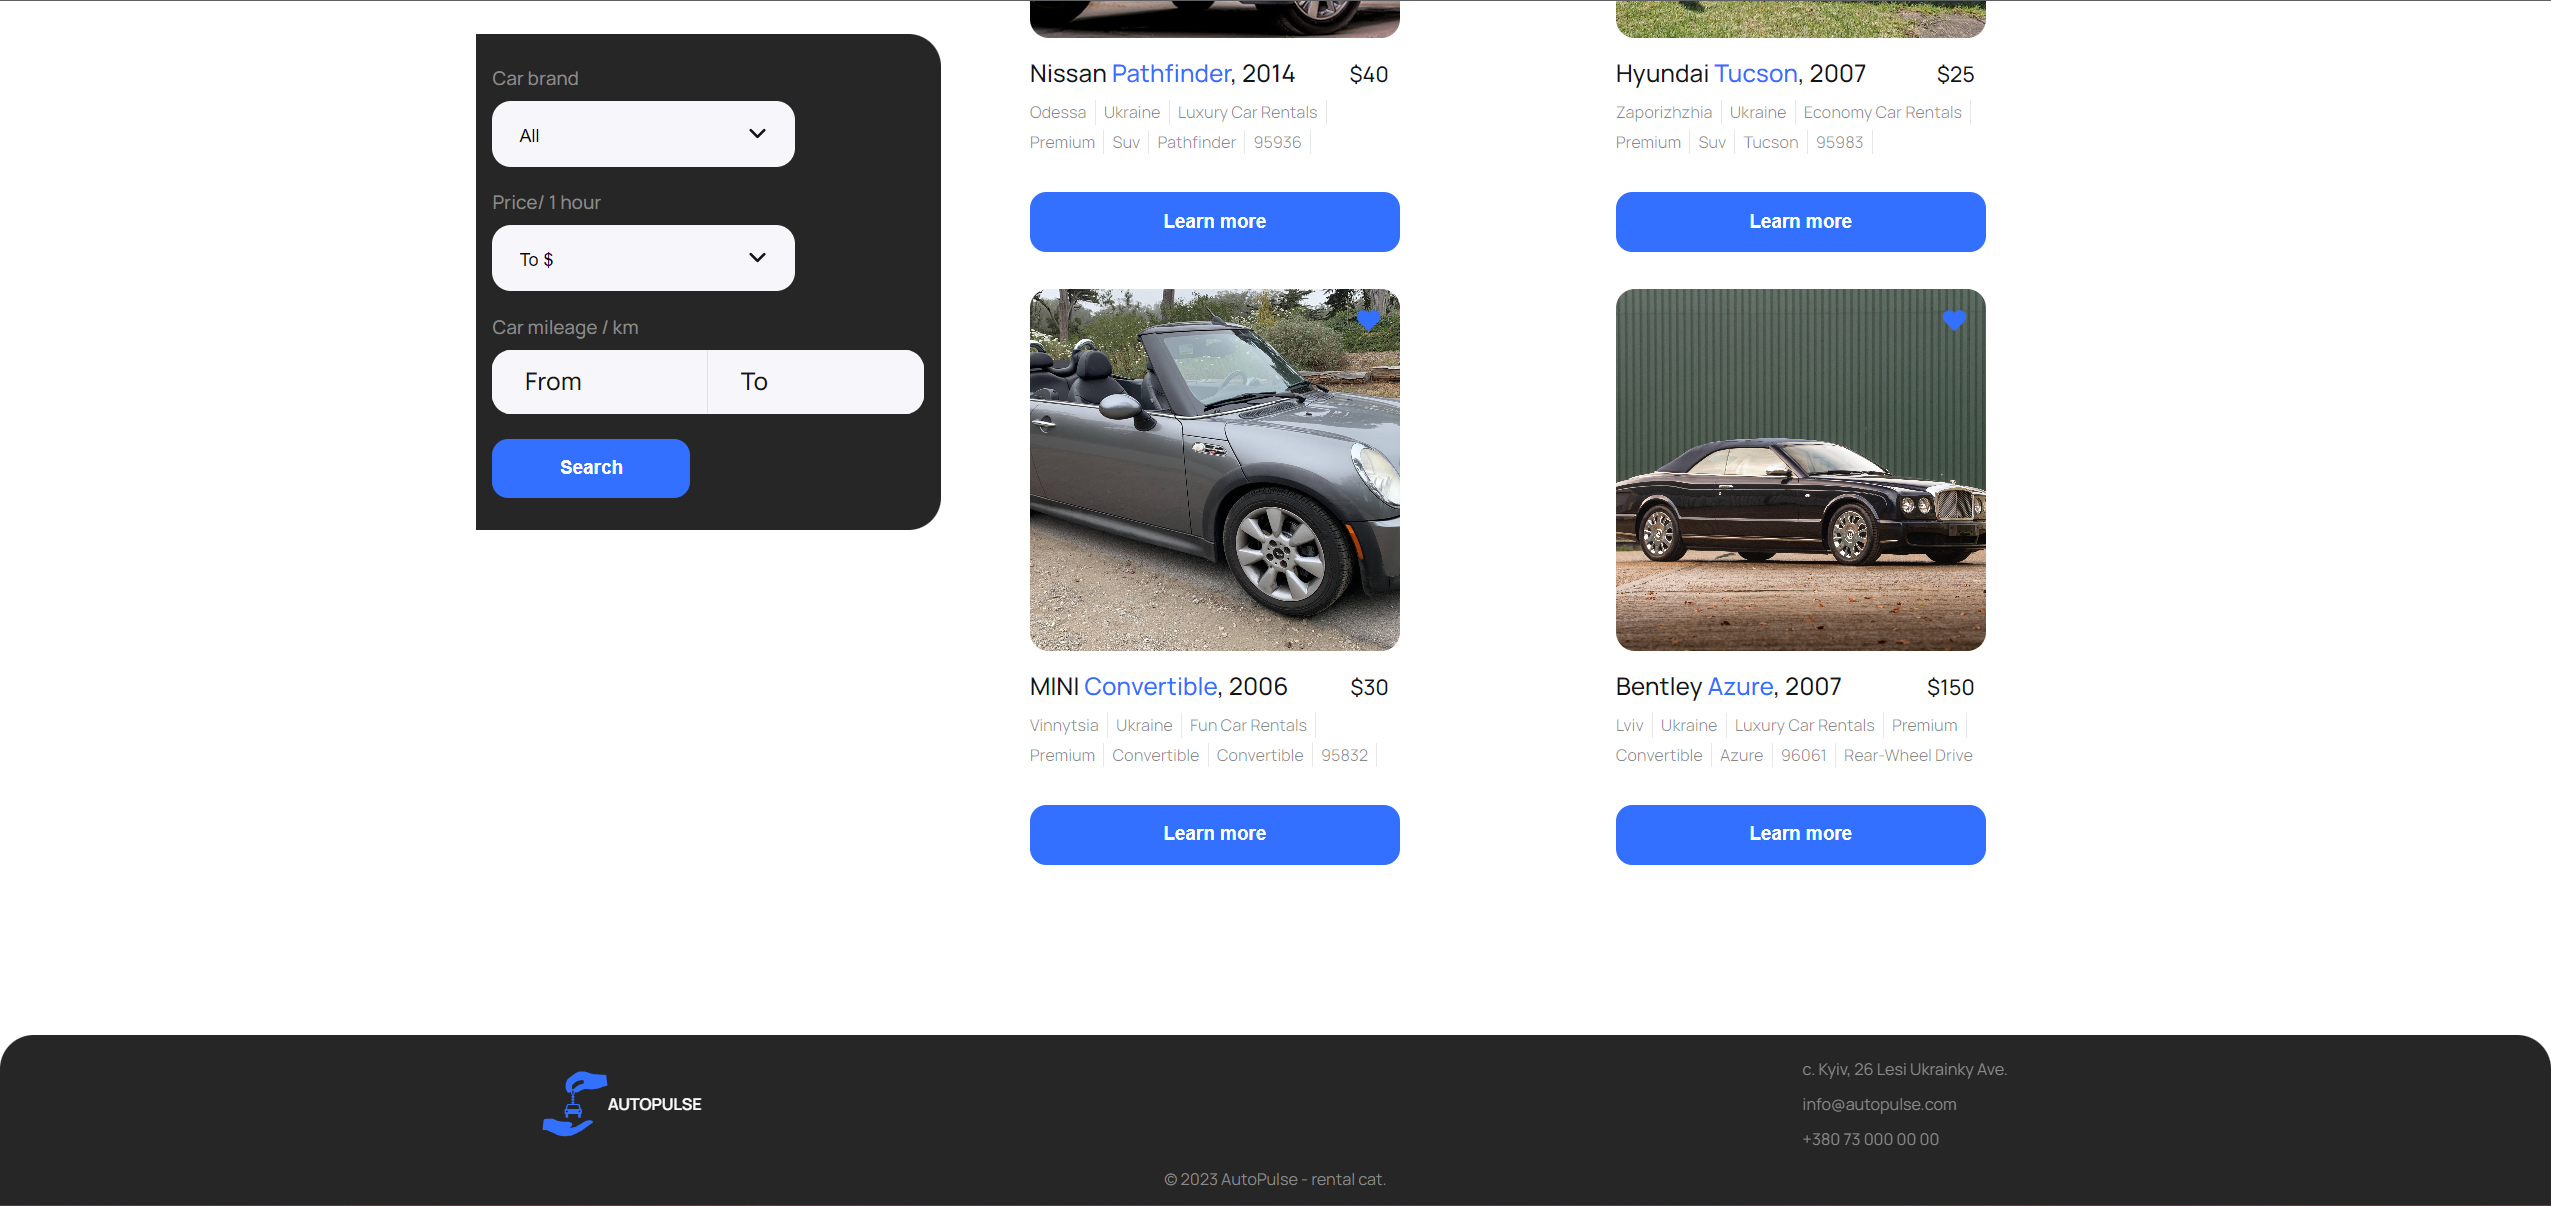 Car brand
All
Price/ 1 hour
To $
Car mileage / km
From To
Search
Nissan Pathfinder, 2014 $40
Odessa Ukraine Luxury Car Rentals
Premium Suv Pathfinder 95936
Learn more
Hyundai Tucson, 2007 $25
Zaporizhzhia Ukraine Economy Car Rentals
Premium Suv Tucson 95983
Learn more
MINI Convertible, 2006 $30
Vinnytsia Ukraine Fun Car Rentals
Premium Convertible Convertible 95832
Learn more
Bentley Azure, 2007 $150
Lviv Ukraine Luxury Car Rentals Premium
Convertible Azure 96061 Rear-Wheel Drive
Learn more
AUTOPULSE
c. Kyiv, 26 Lesi Ukrainky Ave.
info@autopulse.com
+380 73 000 00 00
© 2023 AutoPulse - rental cat.